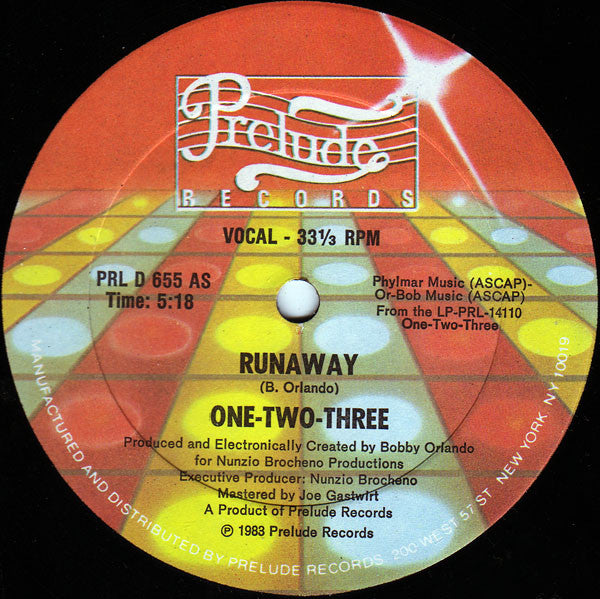 Prelude
RECORDS
VOCAL - 33⅓ RPM
PRL D 655 AS
Time: 5:18
Phylmar Music (ASCAP)-
Or-Bob Music (ASCAP)
From the LP-PRL-14110
One-Two-Three
RUNAWAY
(B. Orlando)
ONE-TWO-THREE
Produced and Electronically Created by Bobby Orlando
for Nunzio Brocheno Productions
Executive Producer: Nunzio Brocheno
Mastered by Joe Gastwirt
A Product of Prelude Records
℗ 1983 Prelude Records
MANUFACTURED AND DISTRIBUTED BY PRELUDE RECORDS 200 WEST 57 ST NEW YORK, NY 10019